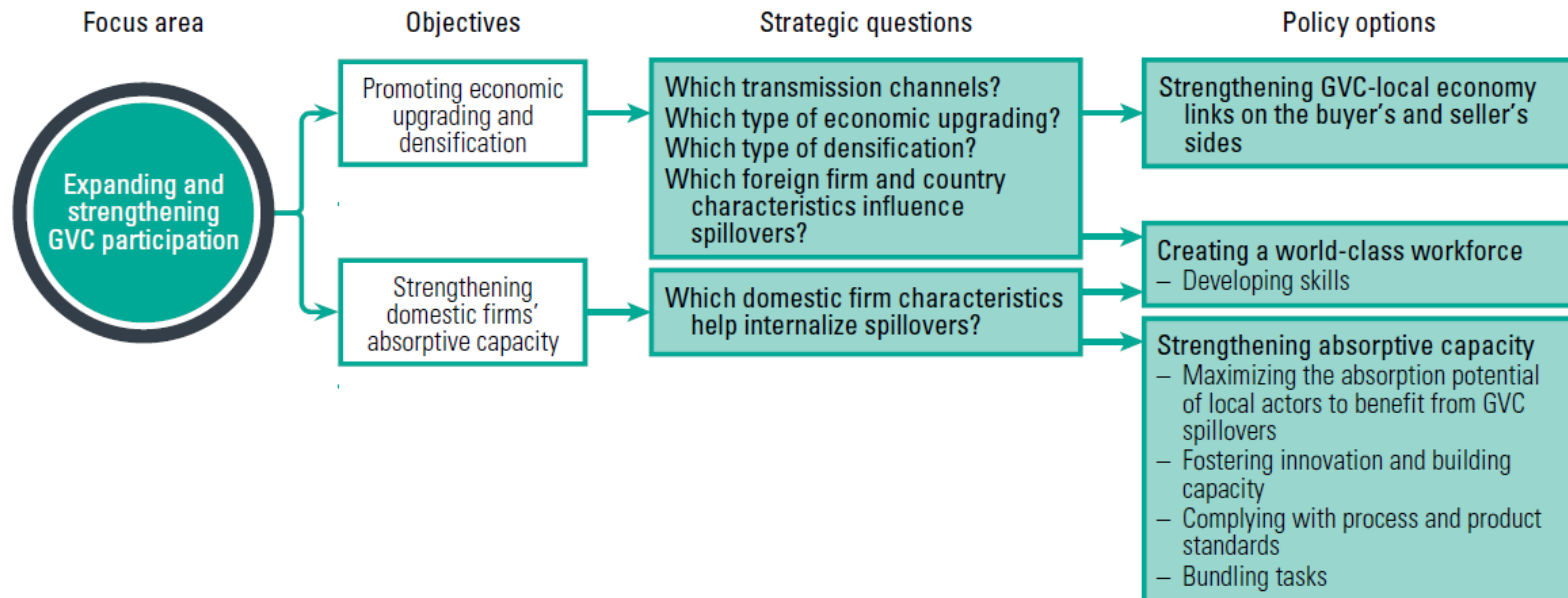 Focus area
Objectives
Strategic questions
Policy options
Expanding and
strengthening
GVC participation
Promoting economic
upgrading and
densification
Strengthening
domestic firms’
absorptive capacity
Which transmission channels?
Which type of economic upgrading?
Which type of densification?
Which foreign firm and country
characteristics influence
spillovers?
Which domestic firm characteristics
help internalize spillovers?
Strengthening GVC-local economy
links on the buyer’s and seller’s
sides
Creating a world-class workforce
– Developing skills
Strengthening absorptive capacity
– Maximizing the absorption potential
of local actors to benefit from GVC
spillovers
– Fostering innovation and building
capacity
– Complying with process and product
standards
– Bundling tasks